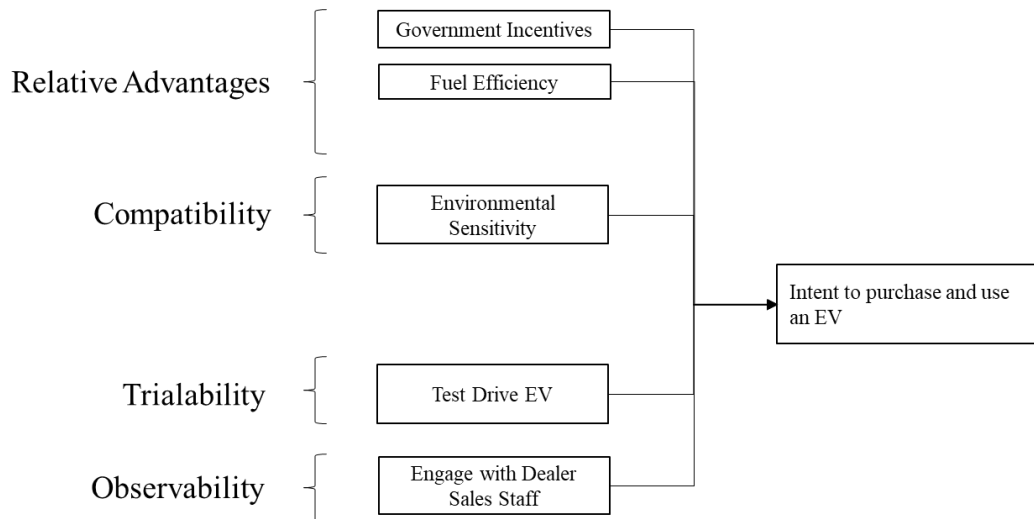 Government Incentives
Relative Advantages
Fuel Efficiency
Compatibility
Environmental
Sensitivity
Intent to purchase and use
an EV
Trialability
Test Drive EV
Observability
Engage with Dealer
Sales Staff